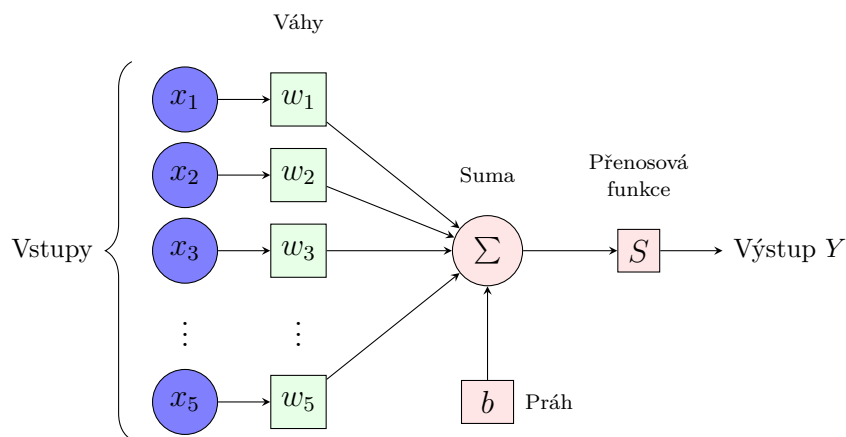 Váhy
x₁
w₁
x₂
w₂
Suma
Přenosová
funkce
Vstupy
x₃
w₃
Σ
S
Výstup Y
⋮
⋮
x₅
w₅
b
Práh